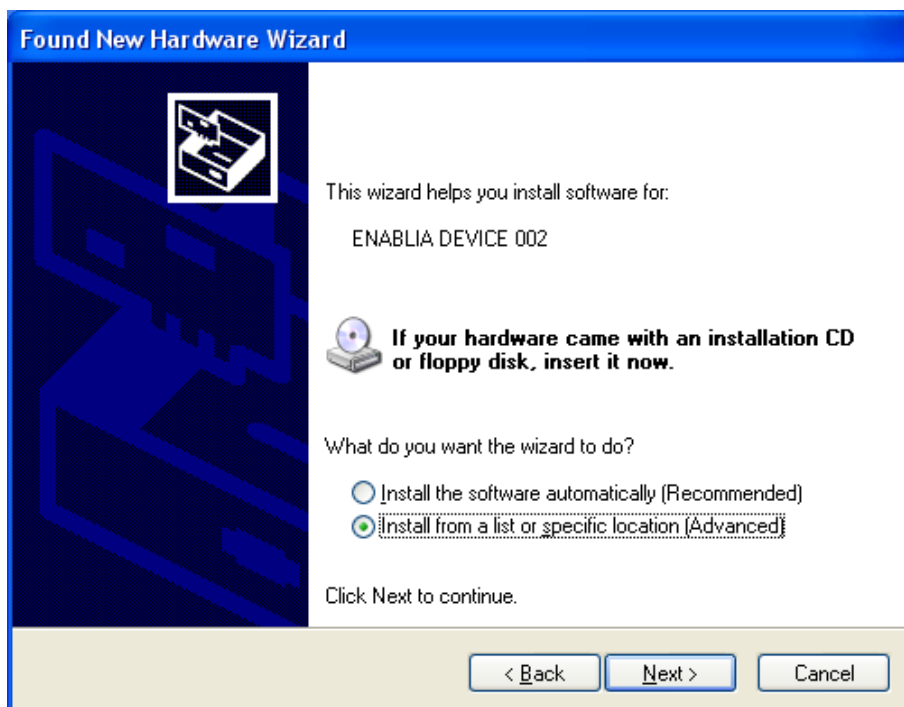 Found New Hardware Wizard
This wizard helps you install software for:
ENABLIA DEVICE 002
If your hardware came with an installation CD
or floppy disk, insert it now.
What do you want the wizard to do?
Install the software automatically (Recommended)
Install from a list or specific location (Advanced)
Click Next to continue.
< Back Next > Cancel